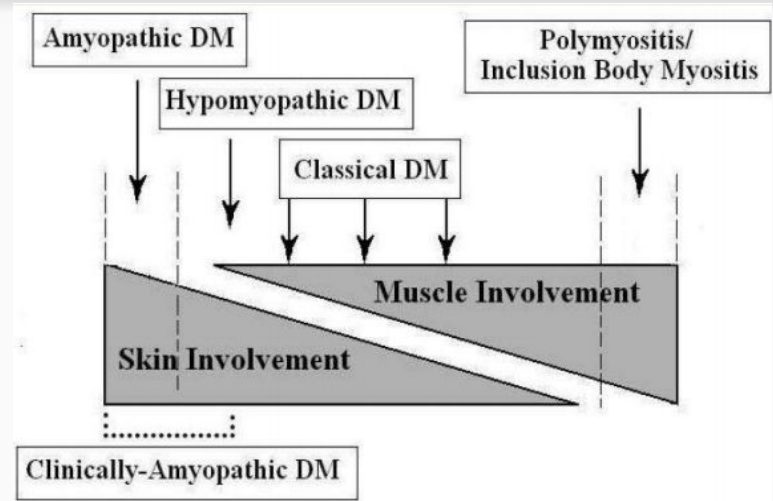 Amyopathic DM
Polymyositis/
Inclusion Body Myositis
Hypomyopathic DM
Classical DM
Muscle Involvement
Skin Involvement
Clinically-Amyopathic DM